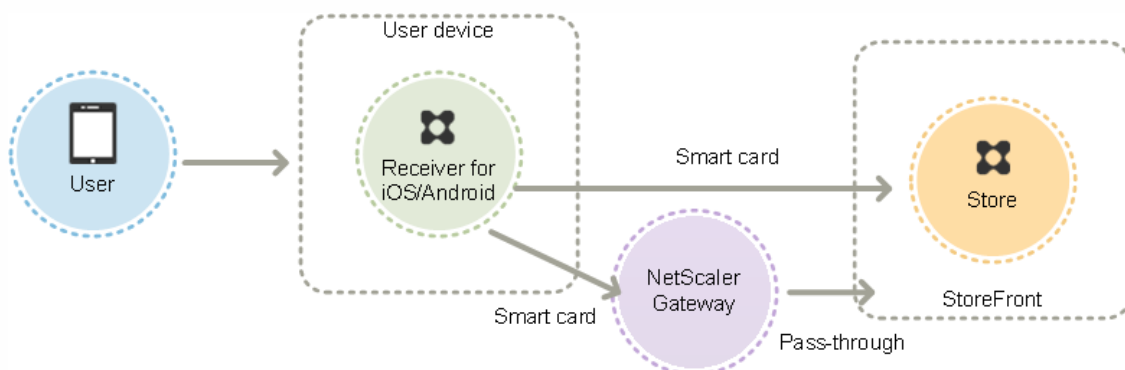 User device
User
Receiver for
iOS/Android
Smart card
Store
NetScaler
Gateway
Smart card
StoreFront
Pass-through